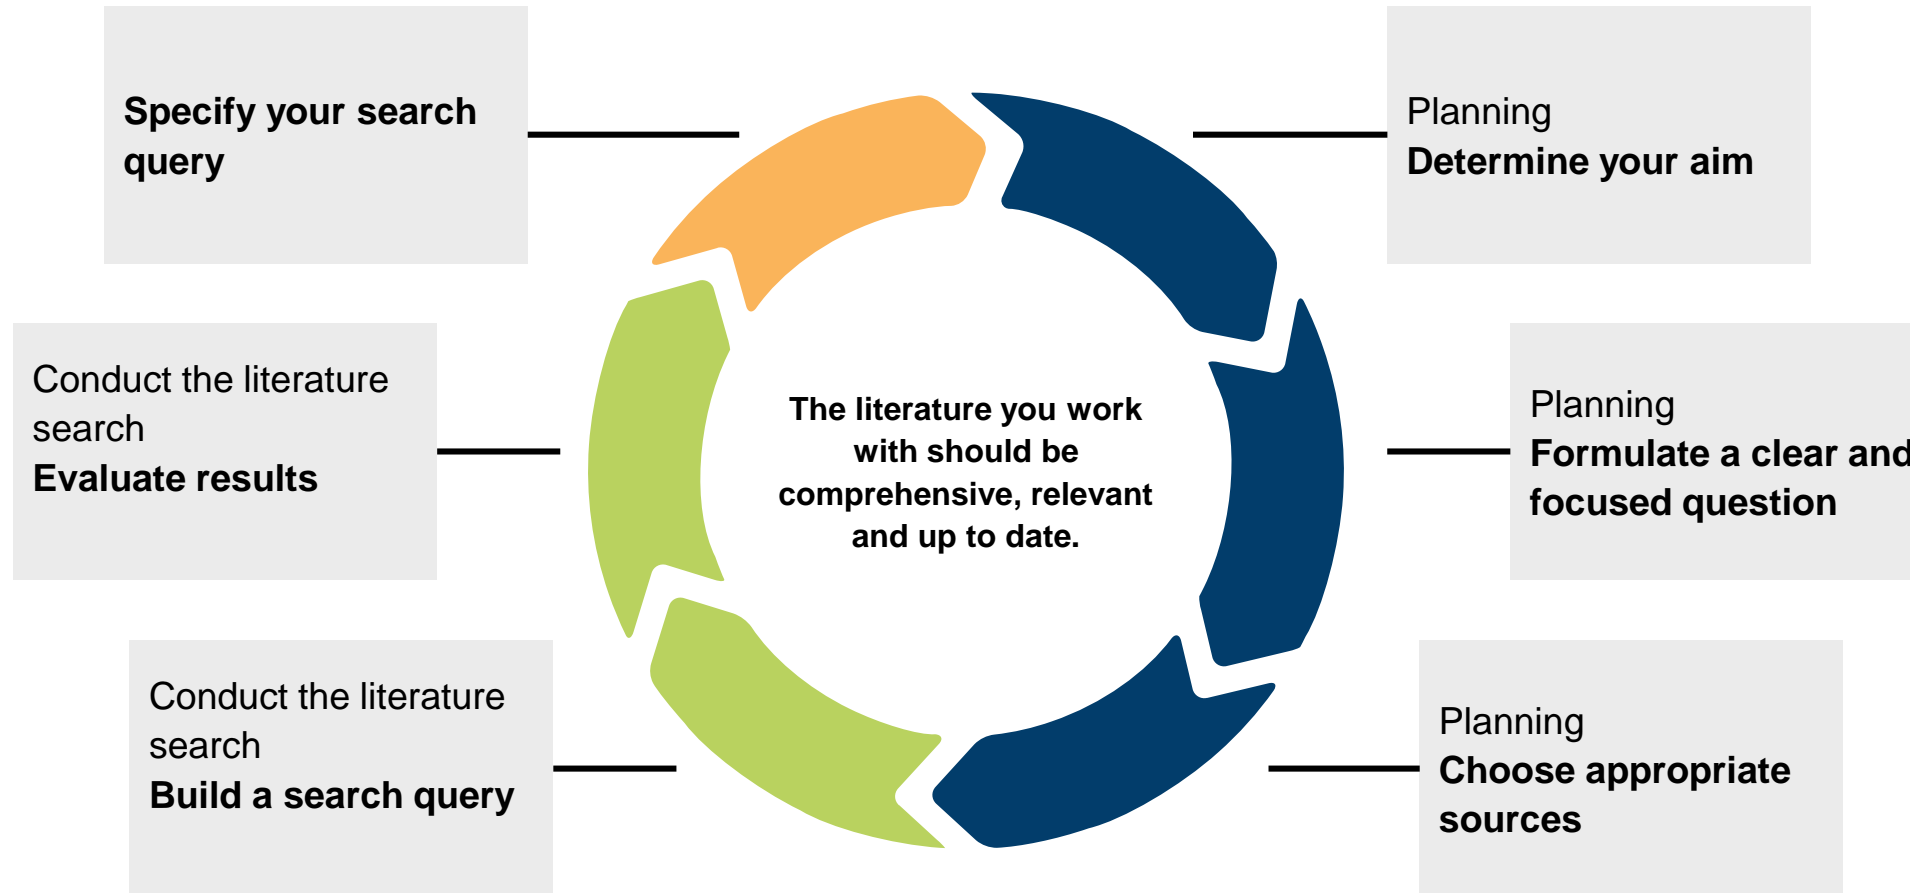 Specify your search
query
Planning
Determine your aim
Conduct the literature
search
Evaluate results
The literature you work
with should be
comprehensive, relevant
and up to date.
Planning
Formulate a clear and
focused question
Conduct the literature
search
Build a search query
Planning
Choose appropriate
sources